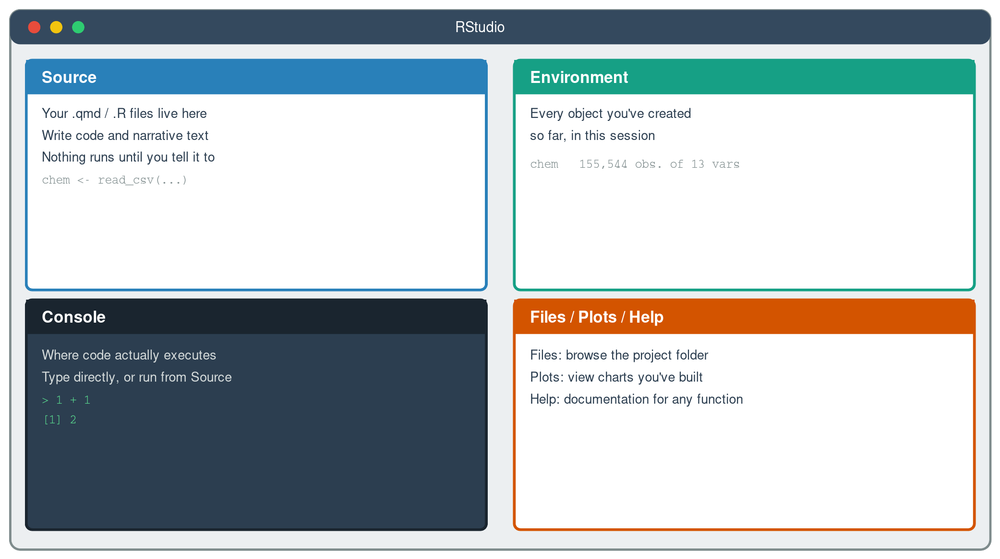 RStudio
Source
Your .qmd / .R files live here
Write code and narrative text
Nothing runs until you tell it to
chem <- read_csv(...)
Environment
Every object you've created
so far, in this session
chem   155,544 obs. of 13 vars
Console
Where code actually executes
Type directly, or run from Source
> 1 + 1
[1] 2
Files / Plots / Help
Files: browse the project folder
Plots: view charts you've built
Help: documentation for any function